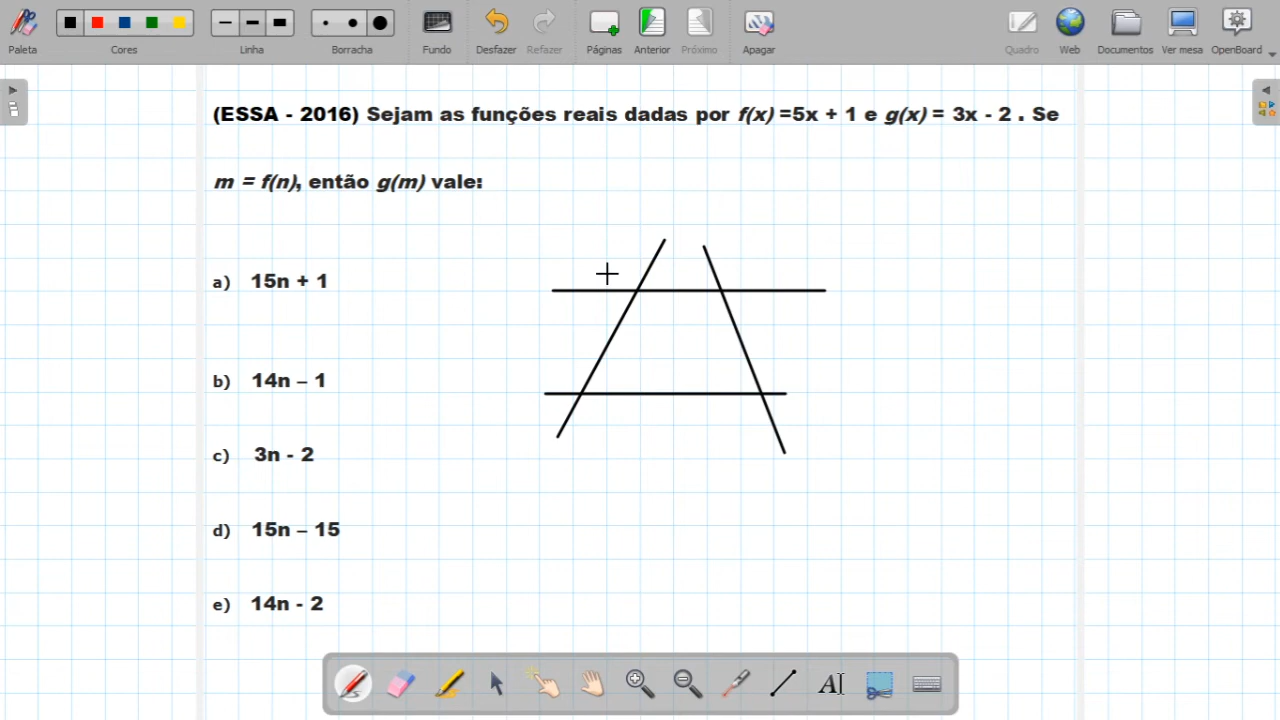 Paleta Cores Linha Borracha Fundo Desfazer Refazer Páginas Anterior Próximo Apagar Quadro Web Documentos Ver mesa OpenBoard
(ESSA - 2016) Sejam as funções reais dadas por f(x) =5x + 1 e g(x) = 3x - 2 . Se
m = f(n), então g(m) vale:
a) 15n + 1
b) 14n – 1
c) 3n - 2
d) 15n – 15
e) 14n - 2